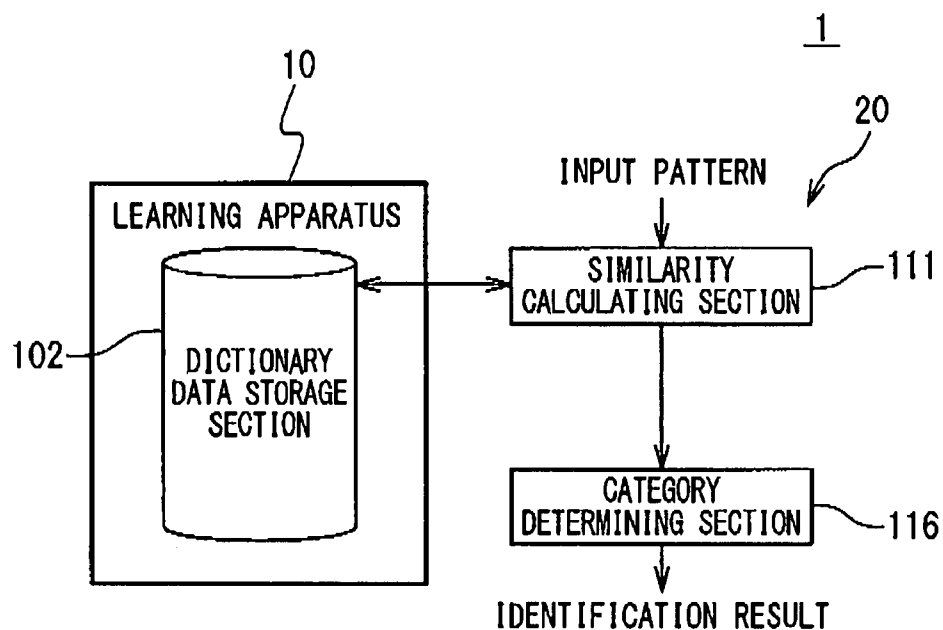 1
10
20
INPUT PATTERN
LEARNING APPARATUS
SIMILARITY
CALCULATING SECTION
111
102
DICTIONARY
DATA STORAGE
SECTION
CATEGORY
DETERMINING SECTION
116
IDENTIFICATION RESULT